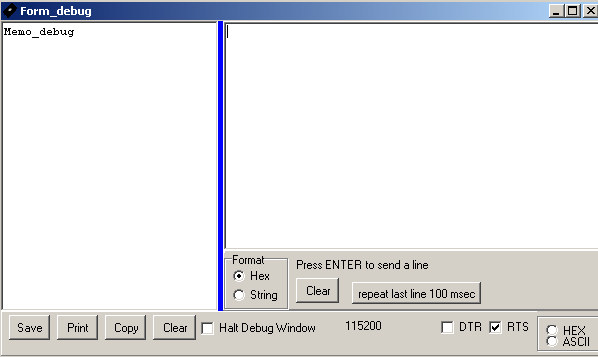 Form_debug
Memo_debug
Format
Hex
String
Press ENTER to send a line
Clear
repeat last line 100 msec
Save
Print
Copy
Clear
Halt Debug Window
115200
DTR
RTS
HEX
ASCII